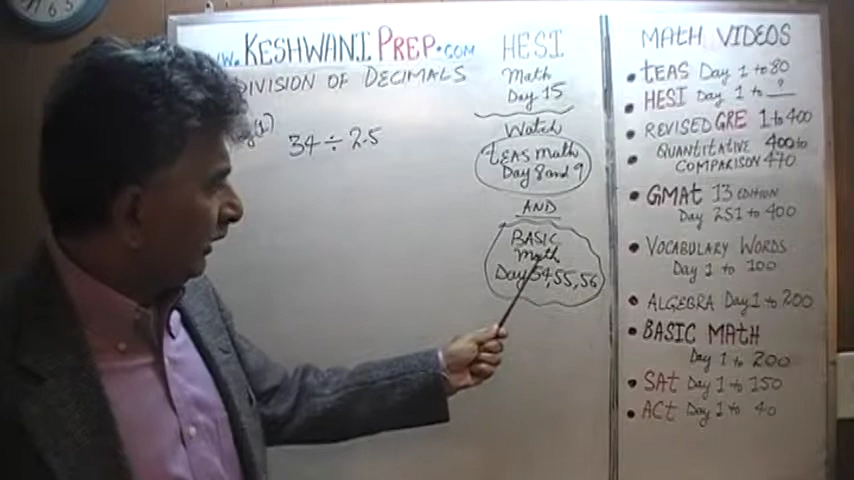 KESHWANI PREP.COM
DIVISION OF DECIMALS
(1)
34 ÷ 2.5
HESI
Math
Day 15
Watch
tEAS Math
Day 8 and 9
AND
BASIC
Math
Day 54, 55, 56
MATH VIDEOS
• tEAS Day 1 to 80
• HESI Day 1 to ?
• REVISED GRE 1 to 400
• QUANTITATIVE 400 to
COMPARISON 470
• GMAt 13 EDITION
Day 251 to 400
• VOCABULARY WORDS
Day 1 to 100
• ALGEBRA Day 1 to 200
• BASIC MATH
Day 1 to 200
• SAt Day 1 to 150
• ACt Day 1 to 40